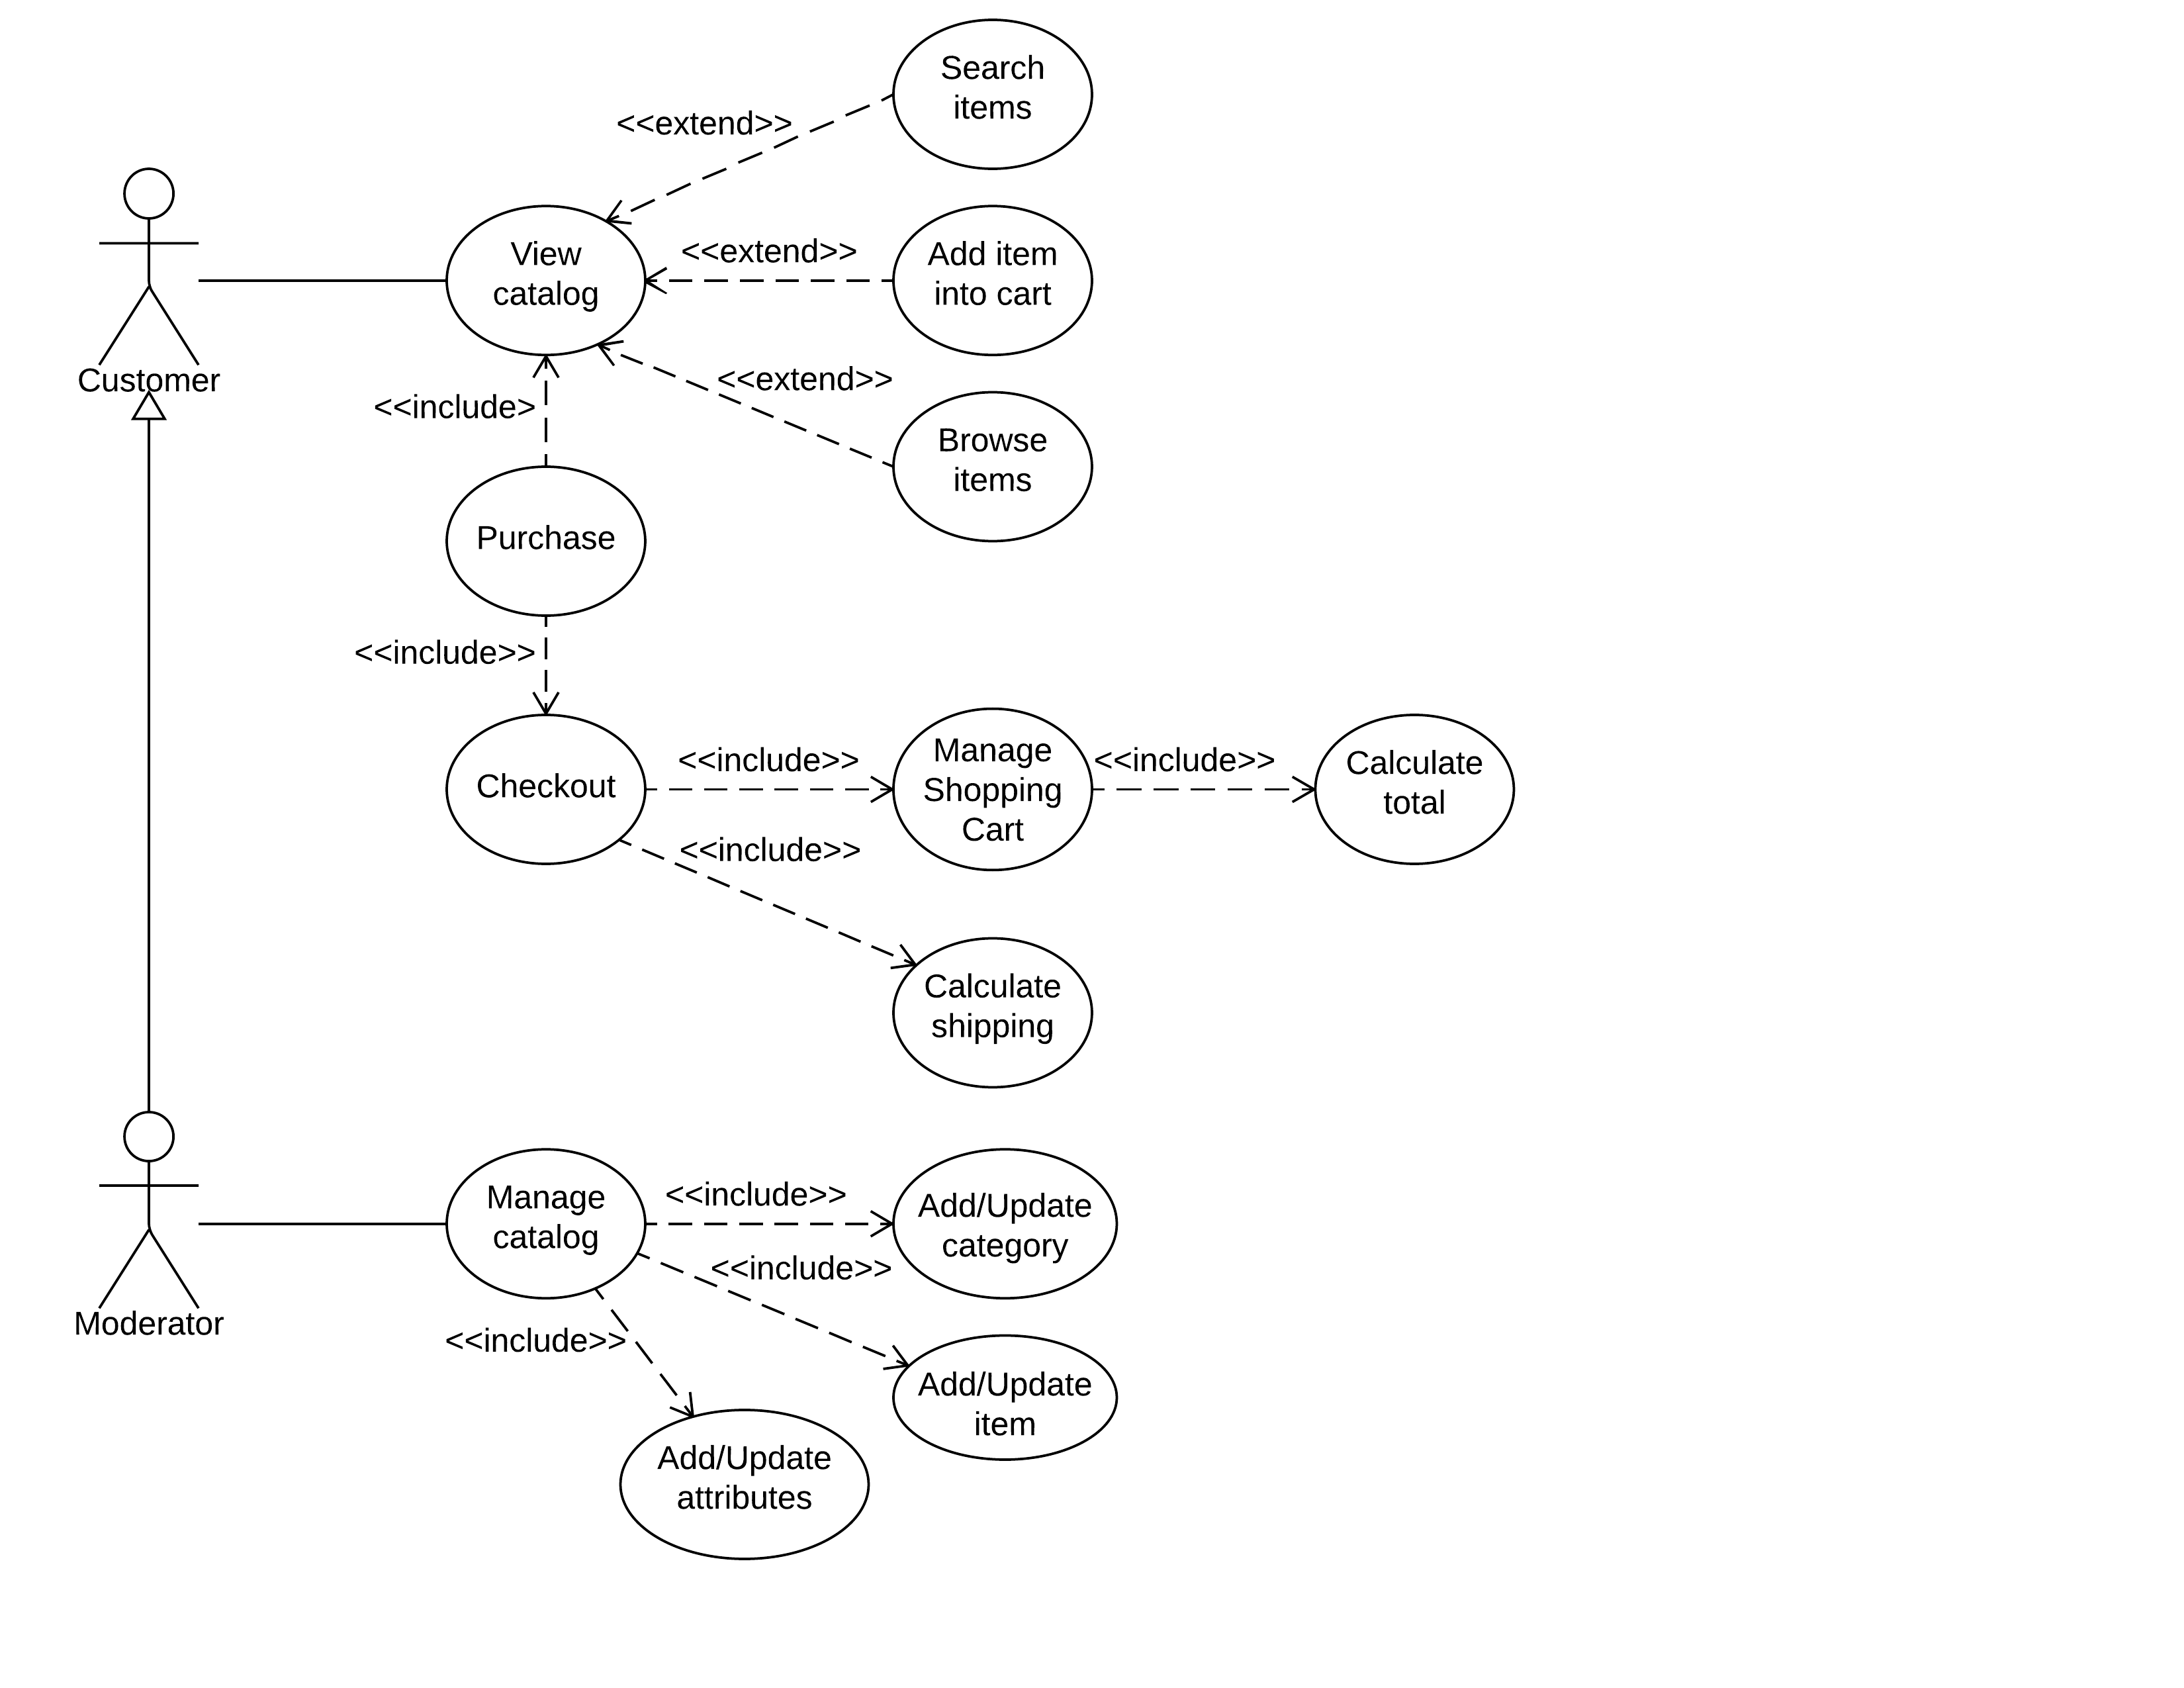 Search
items
<<extend>>
View
catalog
<<extend>>
Add item
into cart
Customer
<<include>
<<extend>>
Browse
items
Purchase
<<include>>
Checkout
<<include>>
Manage
Shopping
Cart
<<include>>
Calculate
total
<<include>>
Calculate
shipping
Moderator
Manage
catalog
<<include>>
Add/Update
category
<<include>>
<<include>>
Add/Update
item
Add/Update
attributes